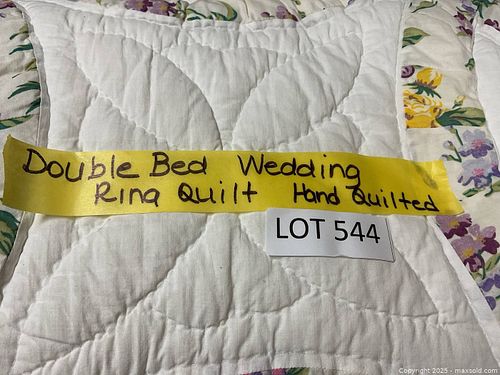 Double Bed Wedding
Ring Quilt Hand Quilted
LOT 544
Copyright 2025 - maxsold.com